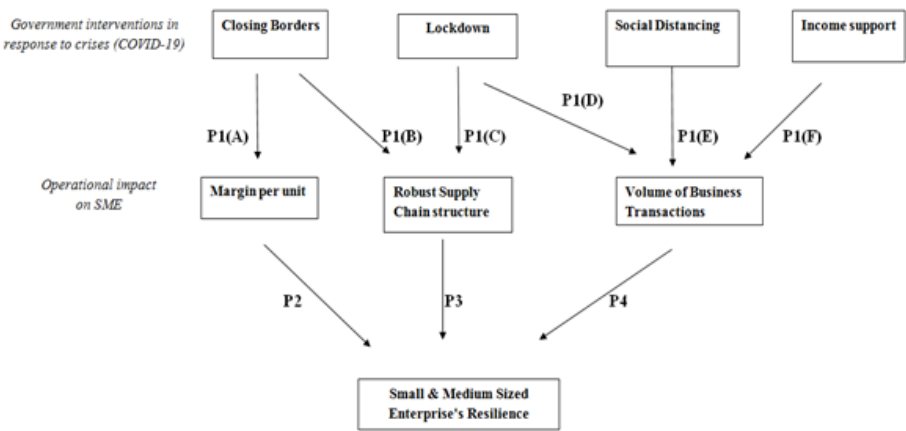 Government interventions in
response to crises (COVID-19)
Closing Borders
Lockdown
Social Distancing
Income support
P1(A)
P1(B)
P1(C)
P1(D)
P1(E)
P1(F)
Operational impact
on SME
Margin per unit
Robust Supply
Chain structure
Volume of Business
Transactions
P2
P3
P4
Small & Medium Sized
Enterprise's Resilience